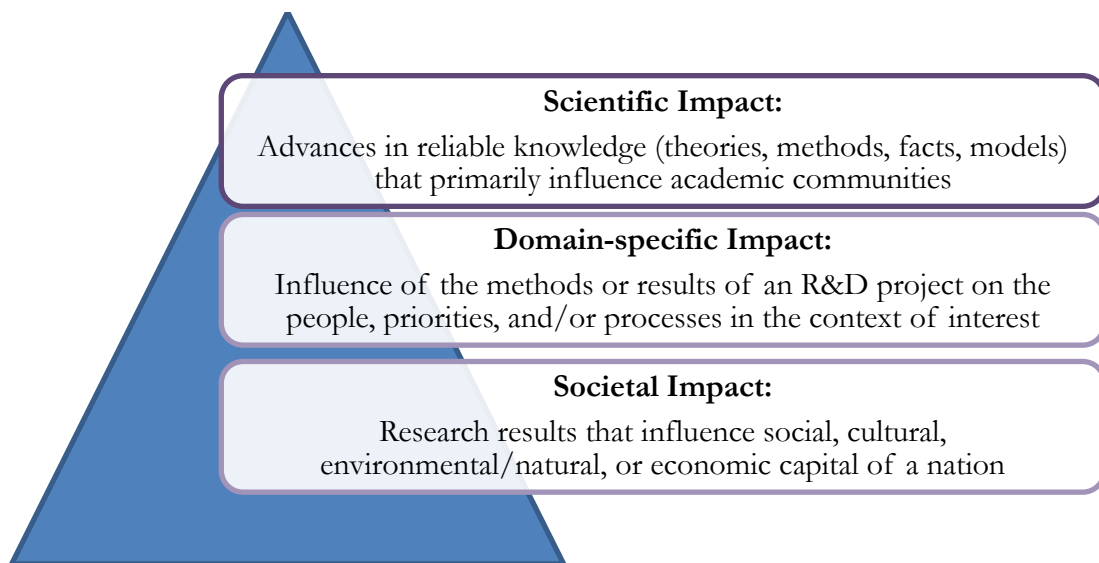 Scientific Impact:
Advances in reliable knowledge (theories, methods, facts, models)
that primarily influence academic communities
Domain-specific Impact:
Influence of the methods or results of an R&D project on the
people, priorities, and/or processes in the context of interest
Societal Impact:
Research results that influence social, cultural,
environmental/natural, or economic capital of a nation